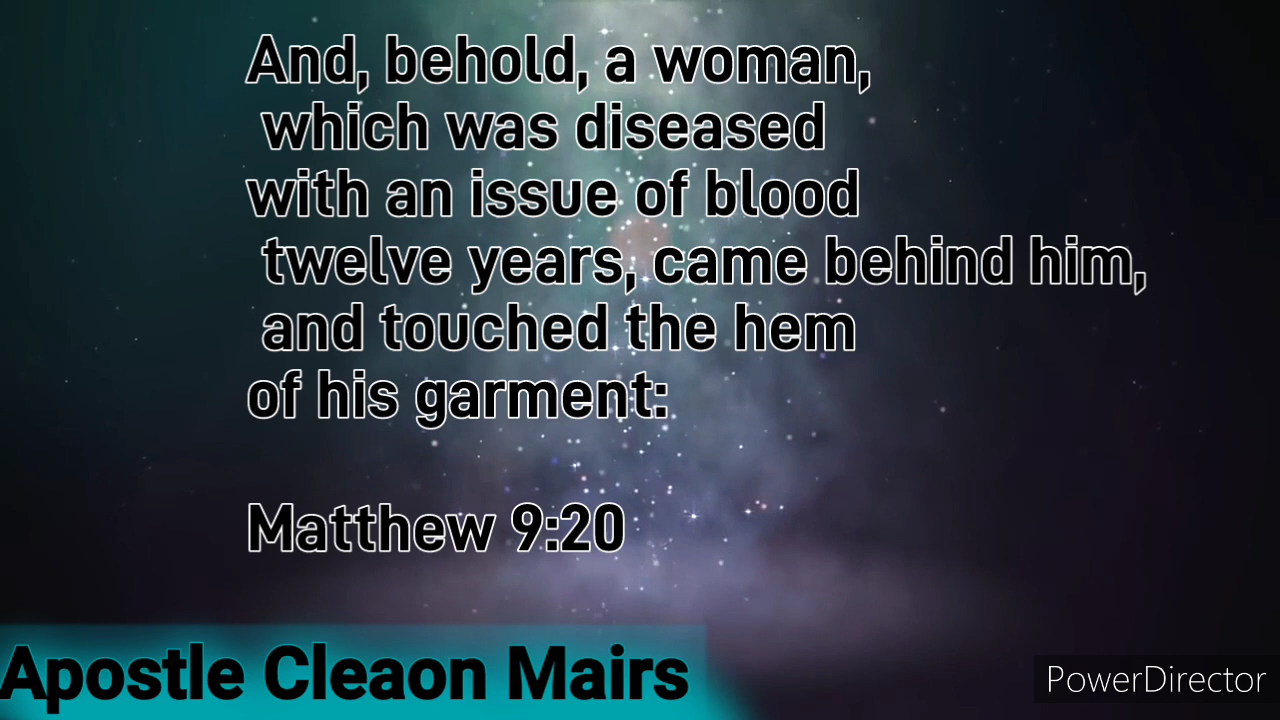 And, behold, a woman,
which was diseased
with an issue of blood
twelve years, came behind him,
and touched the hem
of his garment:
Matthew 9:20
Apostle Cleaon Mairs
PowerDirector